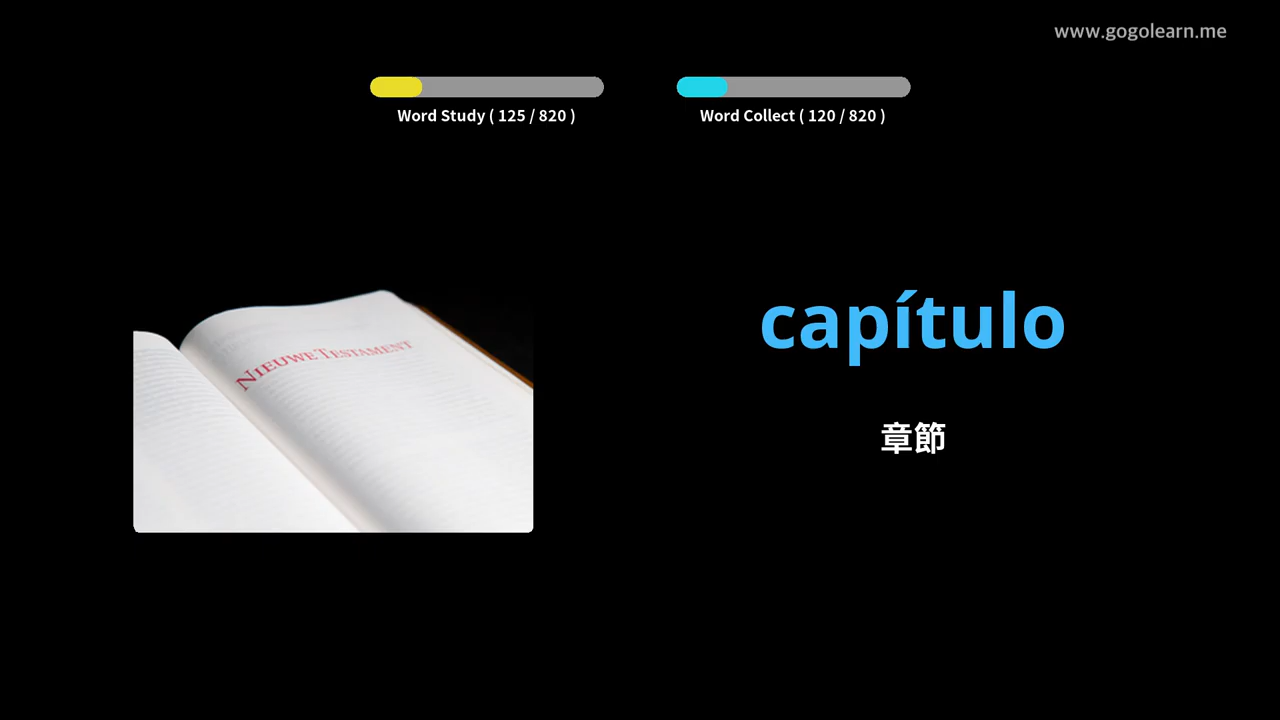 www.gogolearn.me
Word Study ( 125 / 820 )
Word Collect ( 120 / 820 )
NIEUWE TESTAMENT
capítulo
章節